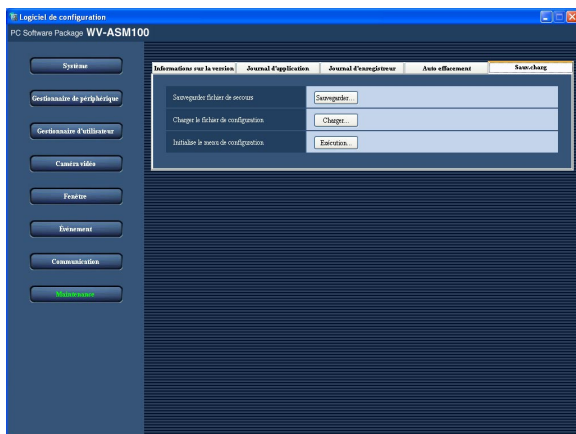 Logiciel de configuration
PC Software Package WV-ASM100
Système
Gestionnaire de périphérique
Gestionnaire d'utilisateur
Caméra vidéo
Fenêtre
Évènement
Communication
Maintenance
Informations sur la version Journal d'application Journal d'enregistreur Auto effacement Sauv.charg
Sauvegarder fichier de secours Sauvegarder...
Charger le fichier de configuration Charger...
Initialise le menu de configuration Exécution...